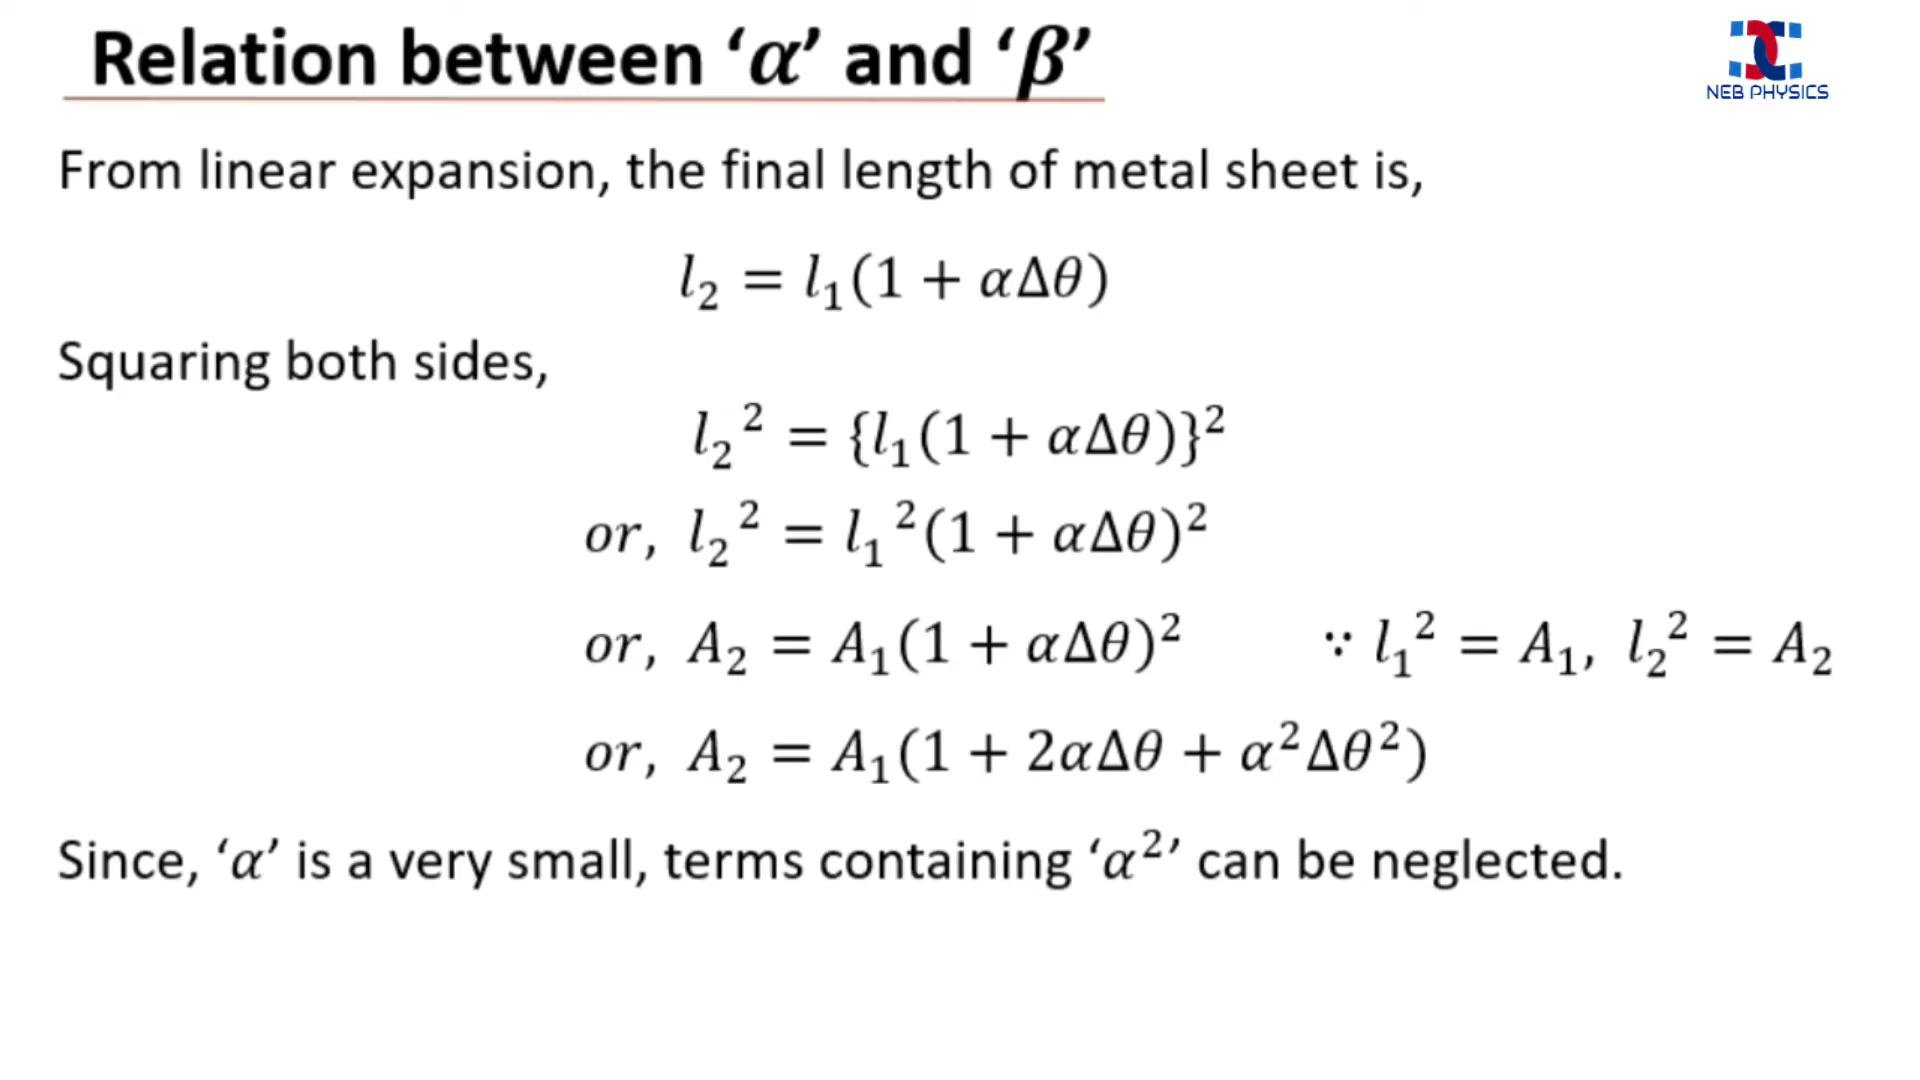 Relation between ‘α’ and ‘β’
NEB PHYSICS
From linear expansion, the final length of metal sheet is,
l₂ = l₁(1 + αΔθ)
Squaring both sides,
l₂² = {l₁(1 + αΔθ)}²
or, l₂² = l₁²(1 + αΔθ)²
or, A₂ = A₁(1 + αΔθ)² ∵ l₁² = A₁, l₂² = A₂
or, A₂ = A₁(1 + 2αΔθ + α²Δθ²)
Since, ‘α’ is a very small, terms containing ‘α²’ can be neglected.